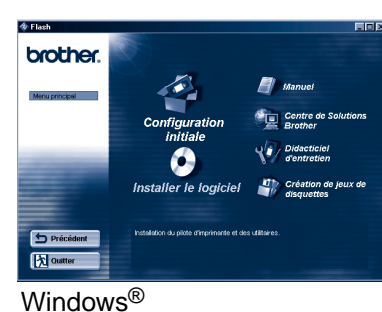 Flash
brother.
Menu principal
Configuration
initiale
Installer le logiciel
Manuel
Centre de Solutions
Brother
Didacticiel
d'entretien
Création de jeux de
disquettes
Installation du pilote d'imprimante et des utilitaires.
Précédent
Quitter
Windows®